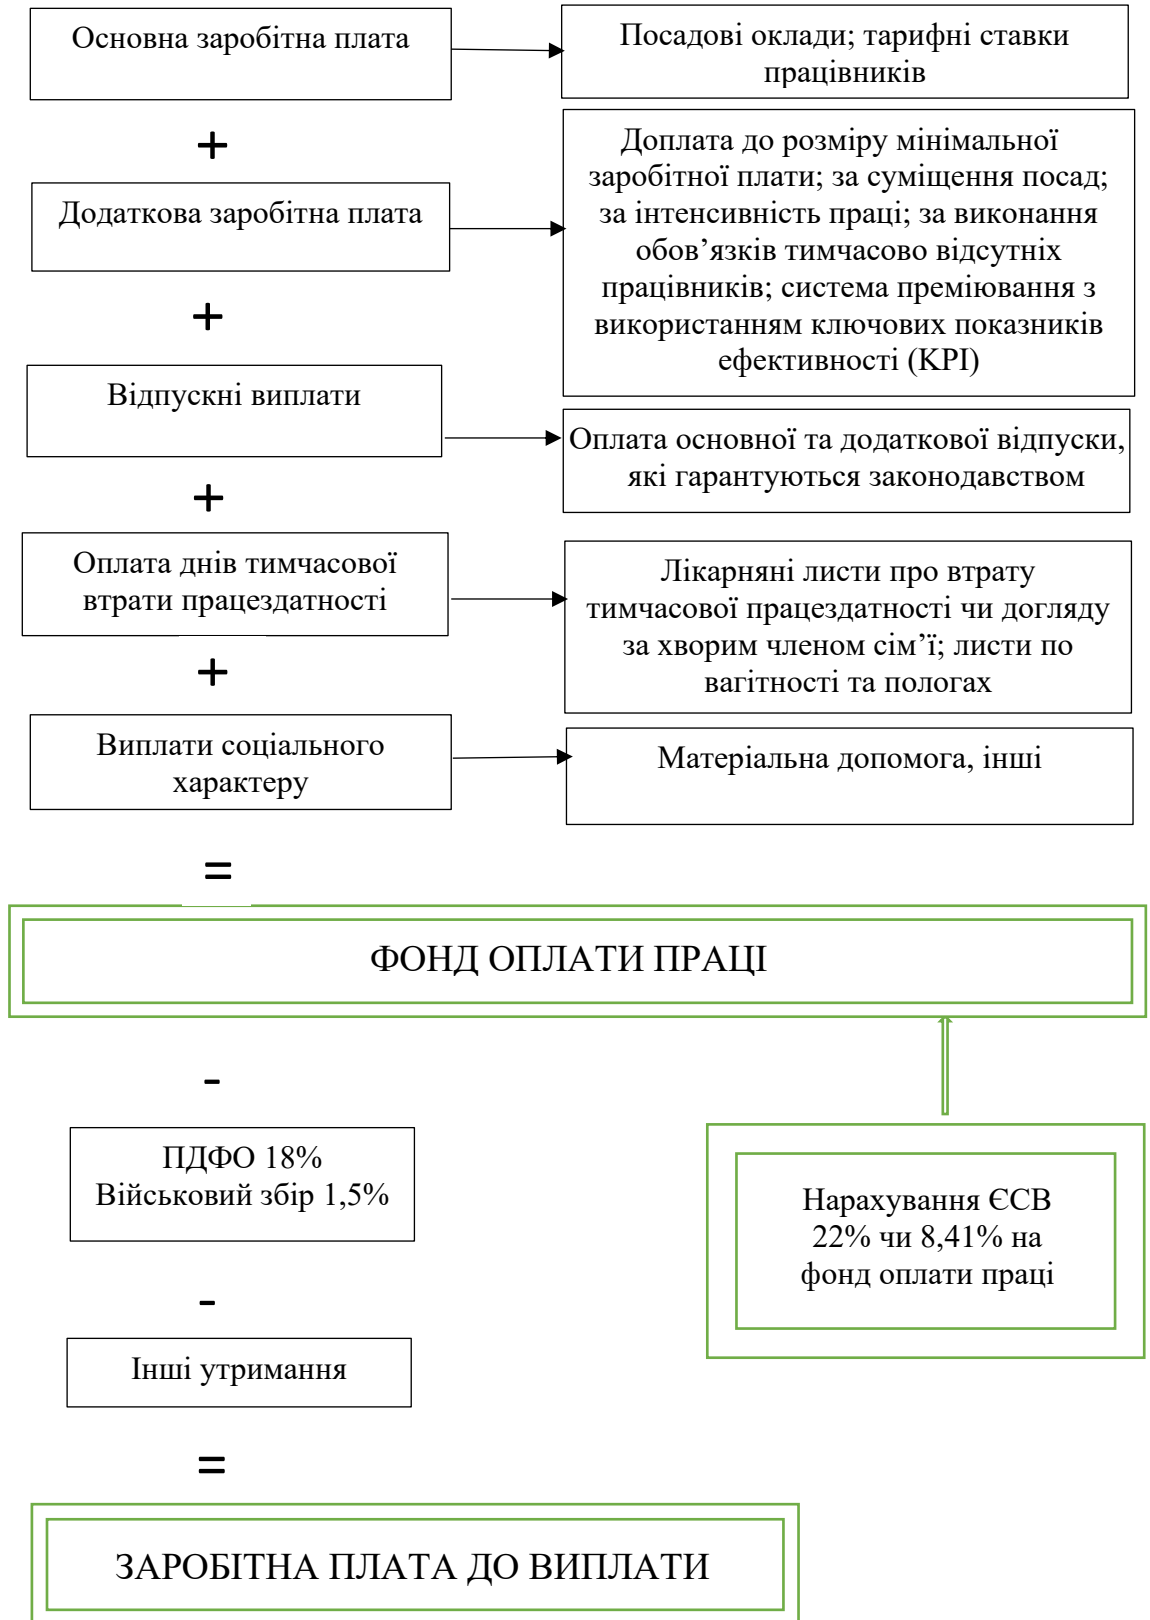 Основна заробітна плата
Посадові оклади; тарифні ставки
працівників
+
Додаткова заробітна плата
Доплата до розміру мінімальної
заробітної плати; за суміщення посад;
за інтенсивність праці; за виконання
обов’язків тимчасово відсутніх
працівників; система преміювання з
використанням ключових показників
ефективності (KPI)
+
Відпускні виплати
Оплата основної та додаткової відпуски,
які гарантуються законодавством
+
Оплата днів тимчасової
втрати працездатності
Лікарняні листи про втрату
тимчасової працездатності чи догляду
за хворим членом сім’ї; листи по
вагітності та пологах
+
Виплати соціального
характеру
Матеріальна допомога, інші
=
ФОНД ОПЛАТИ ПРАЦІ
-
ПДФО 18%
Військовий збір 1,5%
Нарахування ЄСВ
22% чи 8,41% на
фонд оплати праці
-
Інші утримання
=
ЗАРОБІТНА ПЛАТА ДО ВИПЛАТИ